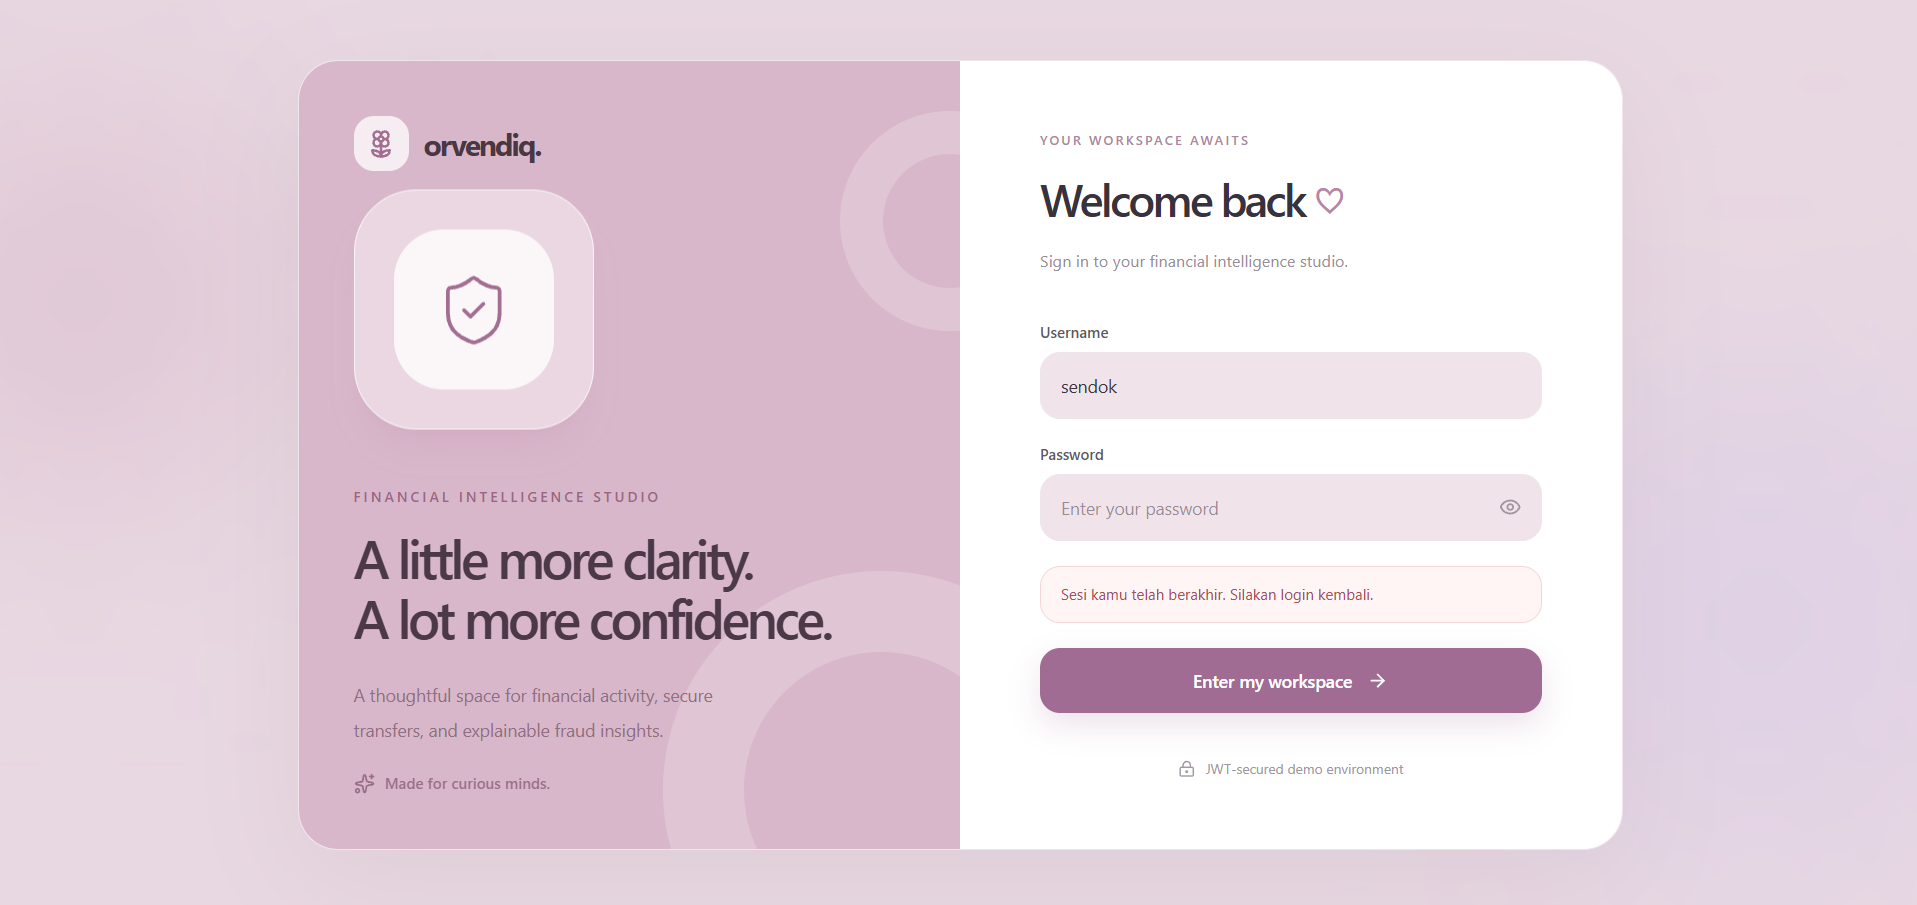 orvendiq.
FINANCIAL INTELLIGENCE STUDIO
A little more clarity.
A lot more confidence.
A thoughtful space for financial activity, secure
transfers, and explainable fraud insights.
Made for curious minds.
YOUR WORKSPACE AWAITS
Welcome back
Sign in to your financial intelligence studio.
Username
sendok
Password
Enter your password
Sesi kamu telah berakhir. Silakan login kembali.
Enter my workspace
JWT-secured demo environment